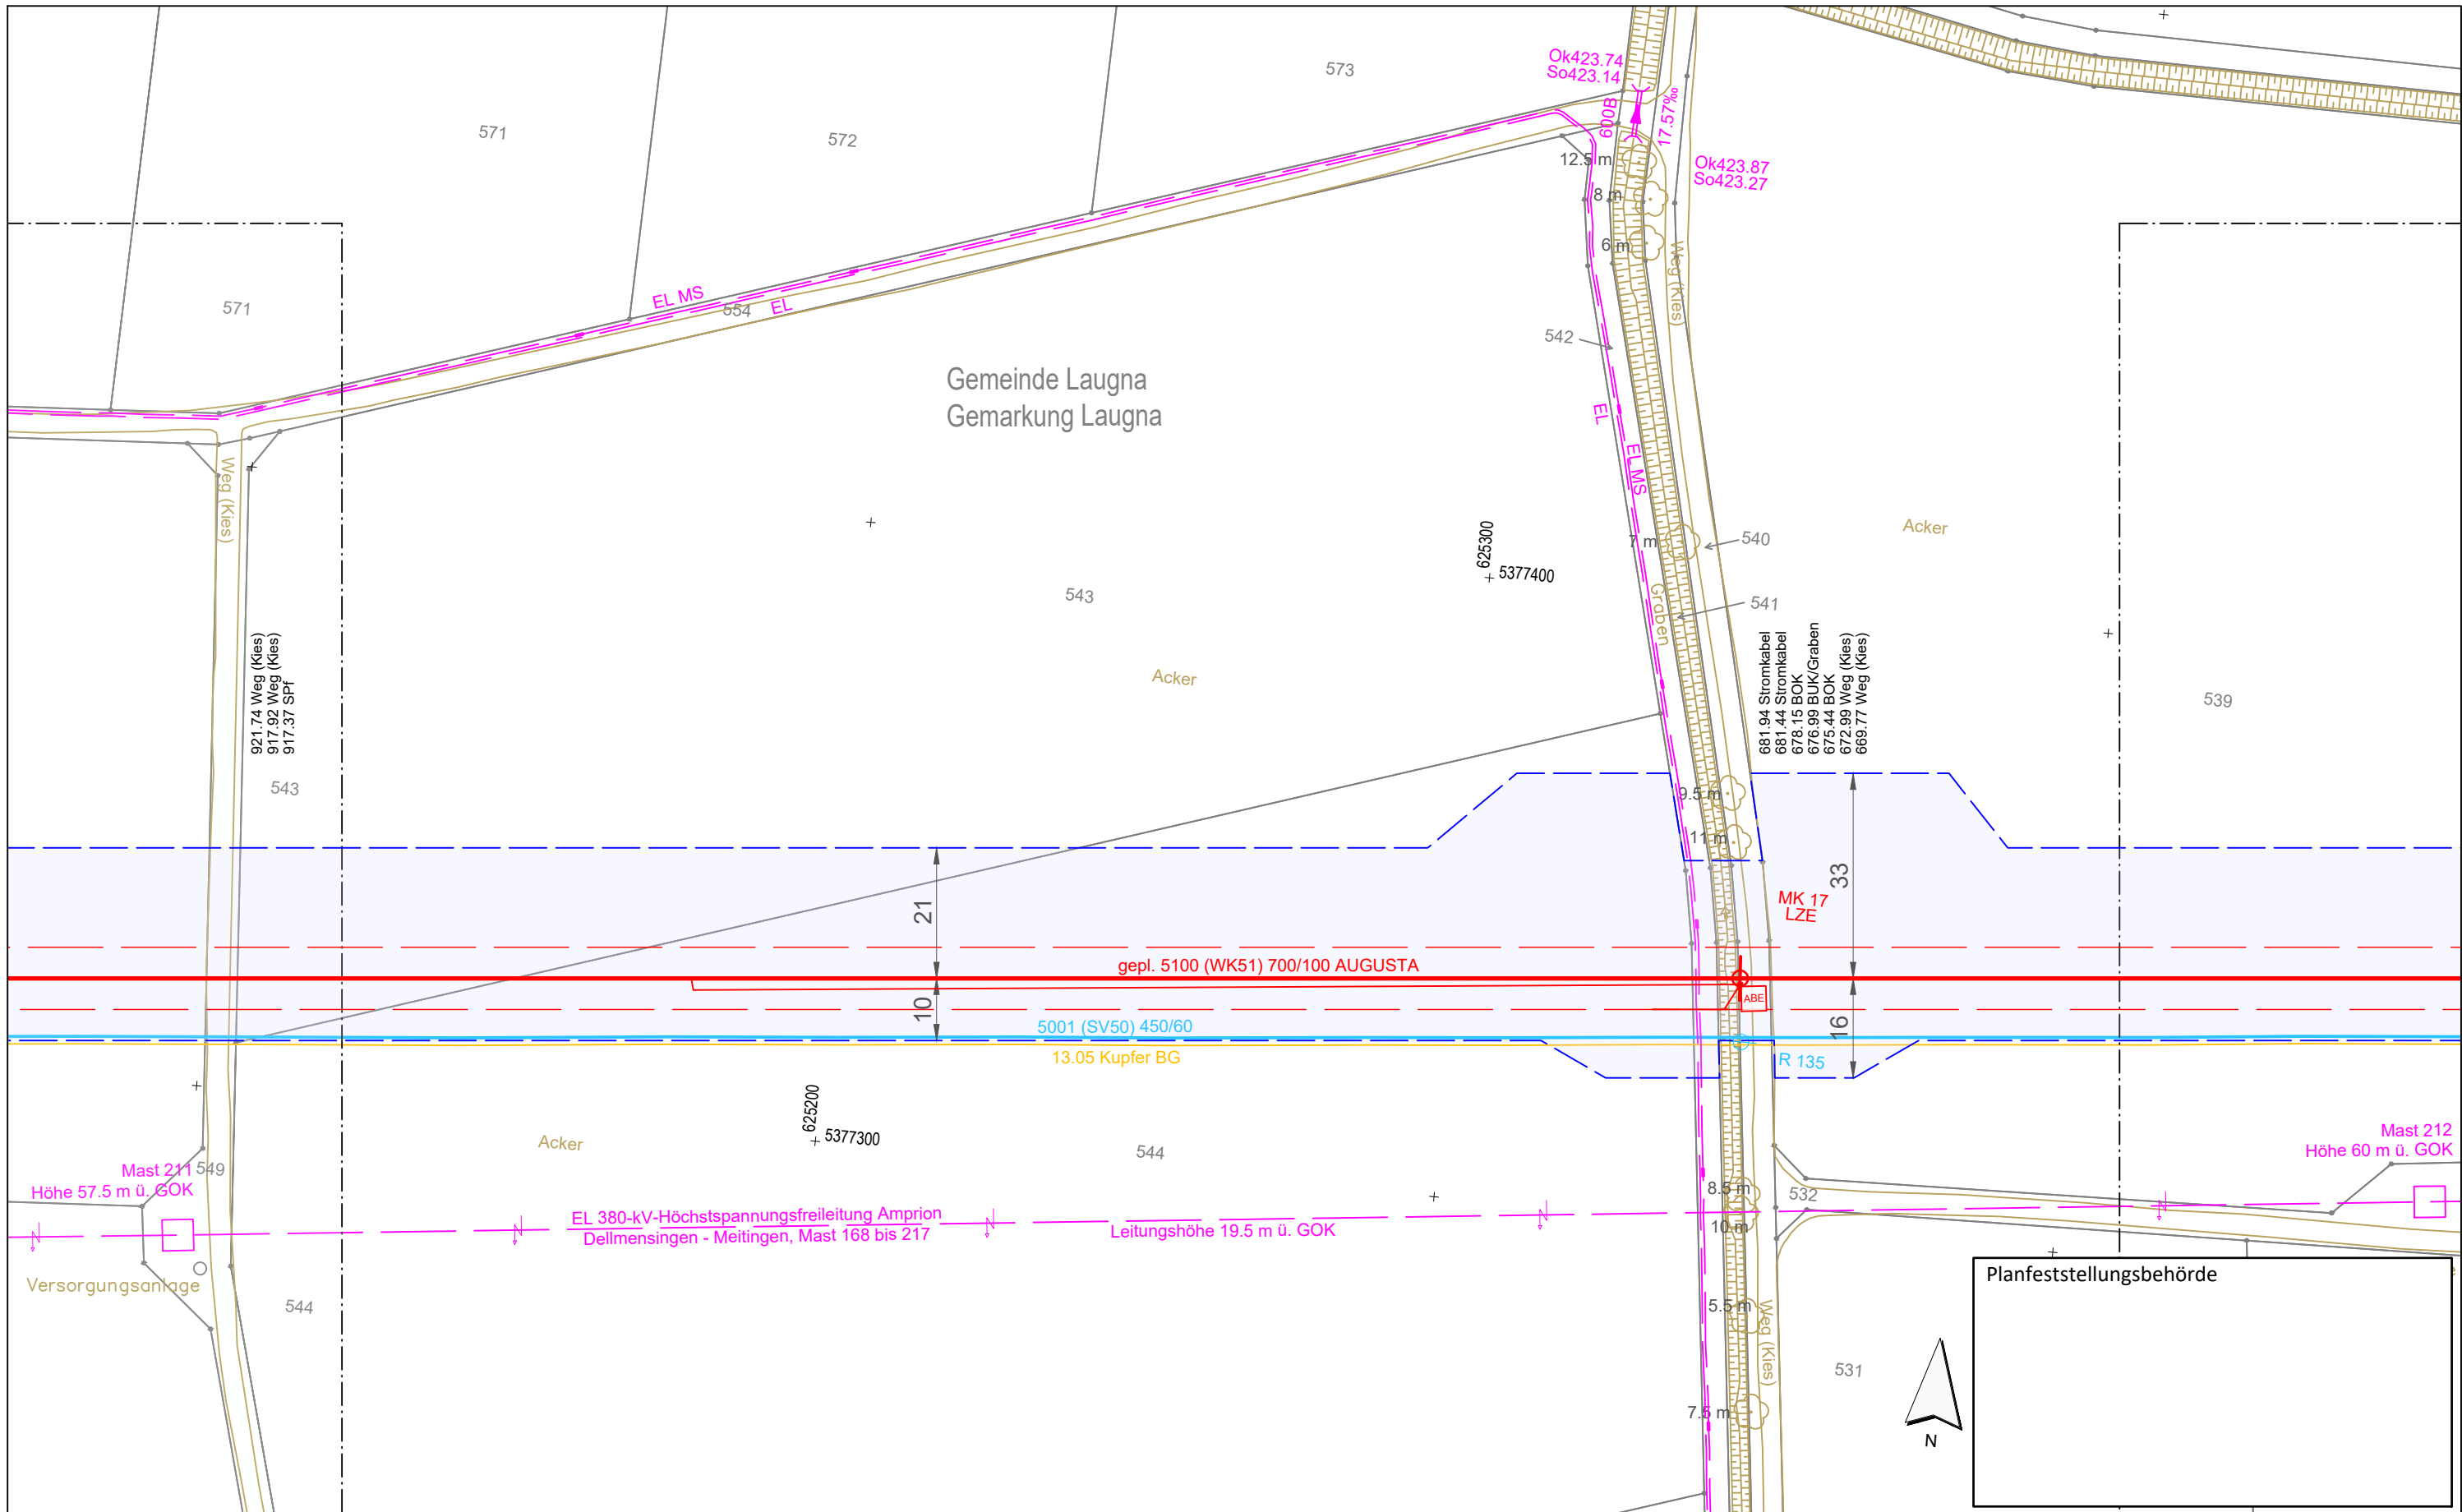 573
Ok423.74
So423.14
600B
17.57‰
571
572
12.5 m
Ok423.87
So423.27
8 m
6 m
Weg (Kies)
571
EL MS
554
EL
542
Gemeinde Laugna
Gemarkung Laugna
EL
EL MS
Weg (Kies)
625300
5377400
7 m
540
Acker
543
Graben
541
921.74 Weg (Kies)
917.92 Weg (Kies)
917.37 SPf
681.94 Stromkabel
681.44 Stromkabel
678.15 BOK
676.99 BUK/Graben
675.44 BOK
672.99 Weg (Kies)
669.77 Weg (Kies)
Acker
539
543
9.5 m
11 m
21
33
MK 17
LZE
gepl. 5100 (WK51) 700/100 AUGUSTA
ABE
10
16
5001 (SV50) 450/60
13.05 Kupfer BG
R 135
625200
5377300
Acker
544
Mast 211
549
Höhe 57.5 m ü. GOK
Mast 212
Höhe 60 m ü. GOK
8.5 m
532
EL 380-kV-Höchstspannungsfreileitung Amprion
Dellmensingen - Meitingen, Mast 168 bis 217
Leitungshöhe 19.5 m ü. GOK
10 m
Versorgungsanlage
544
5.5 m
Weg (Kies)
531
7.5 m
N
Planfeststellungsbehörde